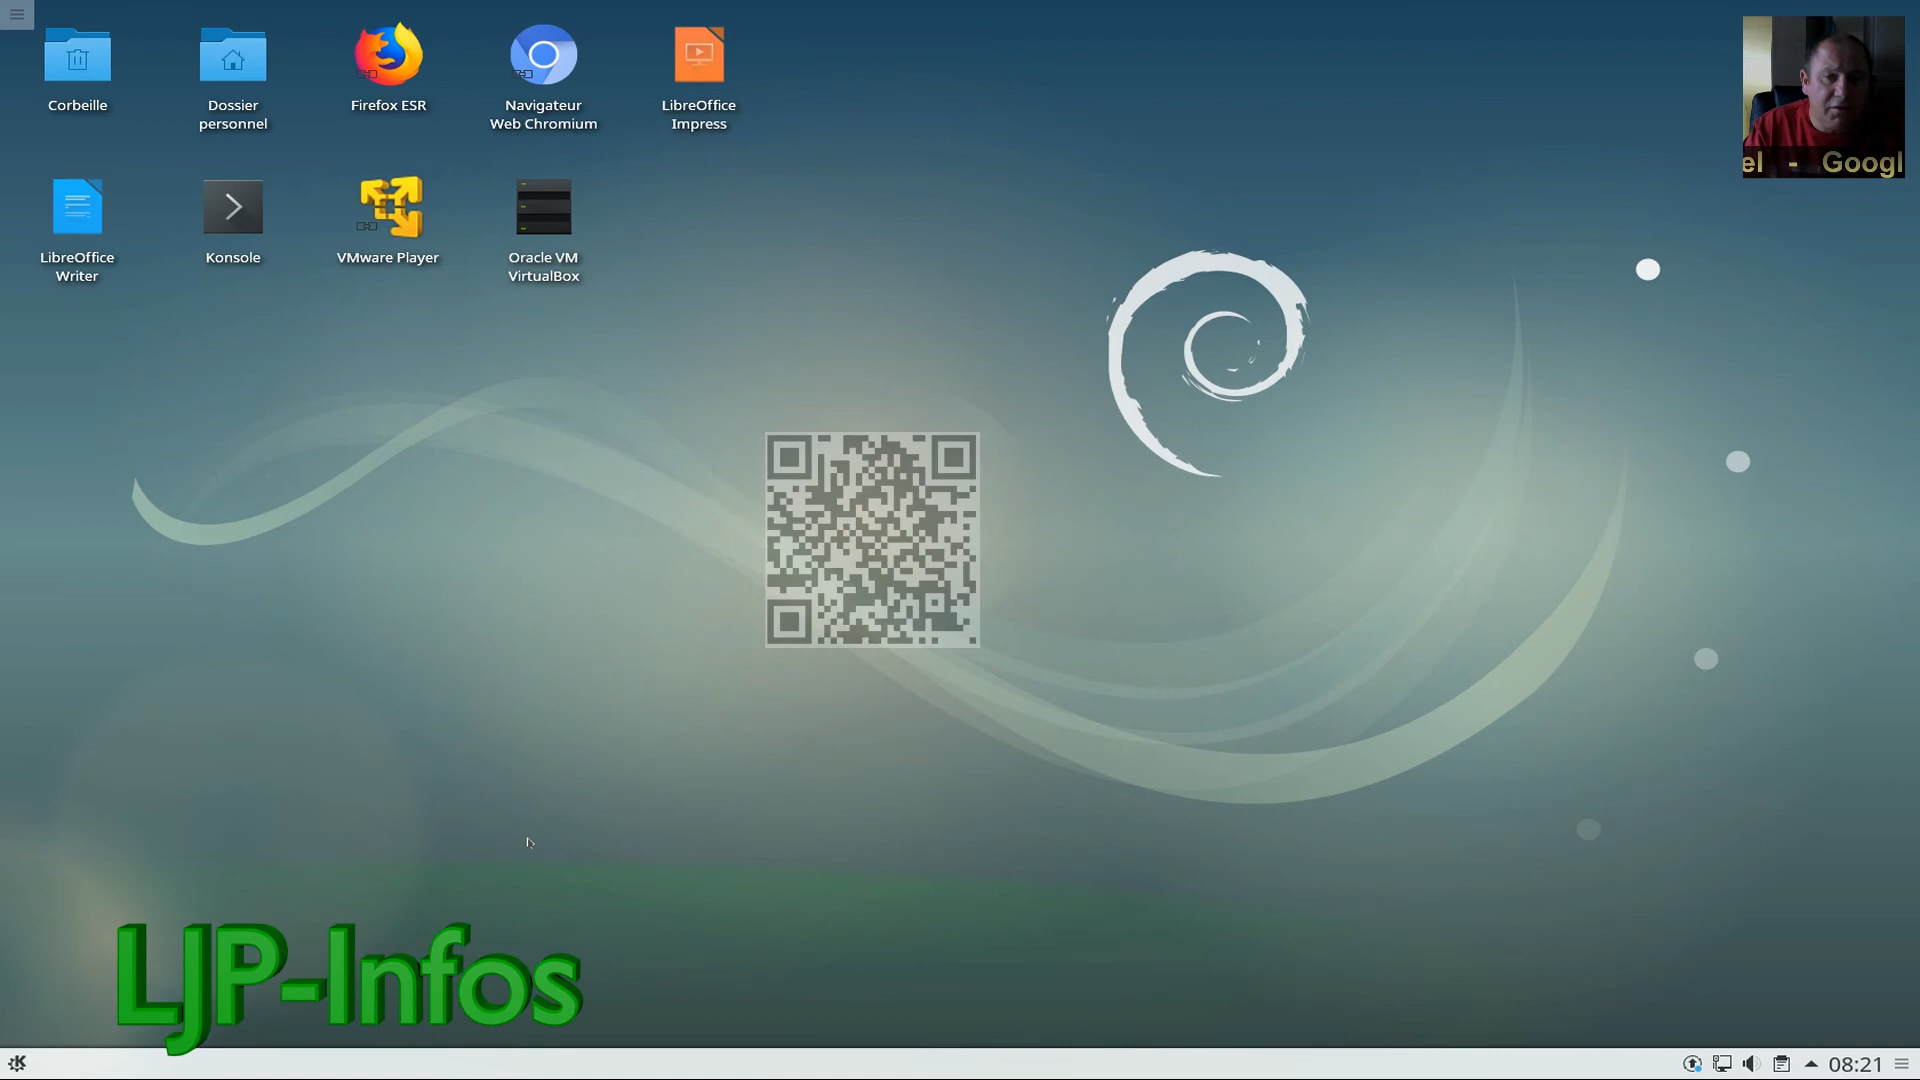 Corbeille
Dossier
personnel
Firefox ESR
Navigateur
Web Chromium
LibreOffice
Impress
el - Googl
LibreOffice
Writer
Konsole
VMware Player
Oracle VM
VirtualBox
LJP-Infos
08:21